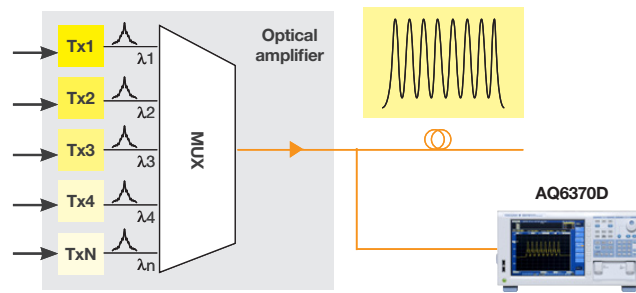 Optical
amplifier
Tx1
λ1
Tx2
λ2
Tx3
λ3
Tx4
λ4
TxN
λn
MUX
AQ6370D